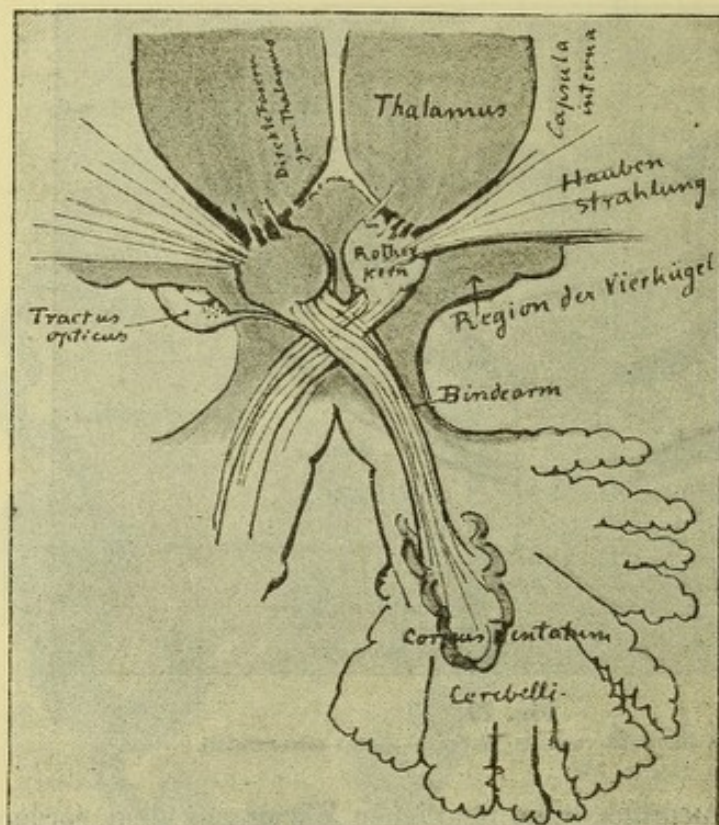 Directe Fasern
zum Thalamus
Thalamus
Capsula
interna
Hauben
strahlung
Rother
Kern
Tractus
opticus
Region der Vierhügel
Bindearm
Corpus Dentatum
Cerebelli.